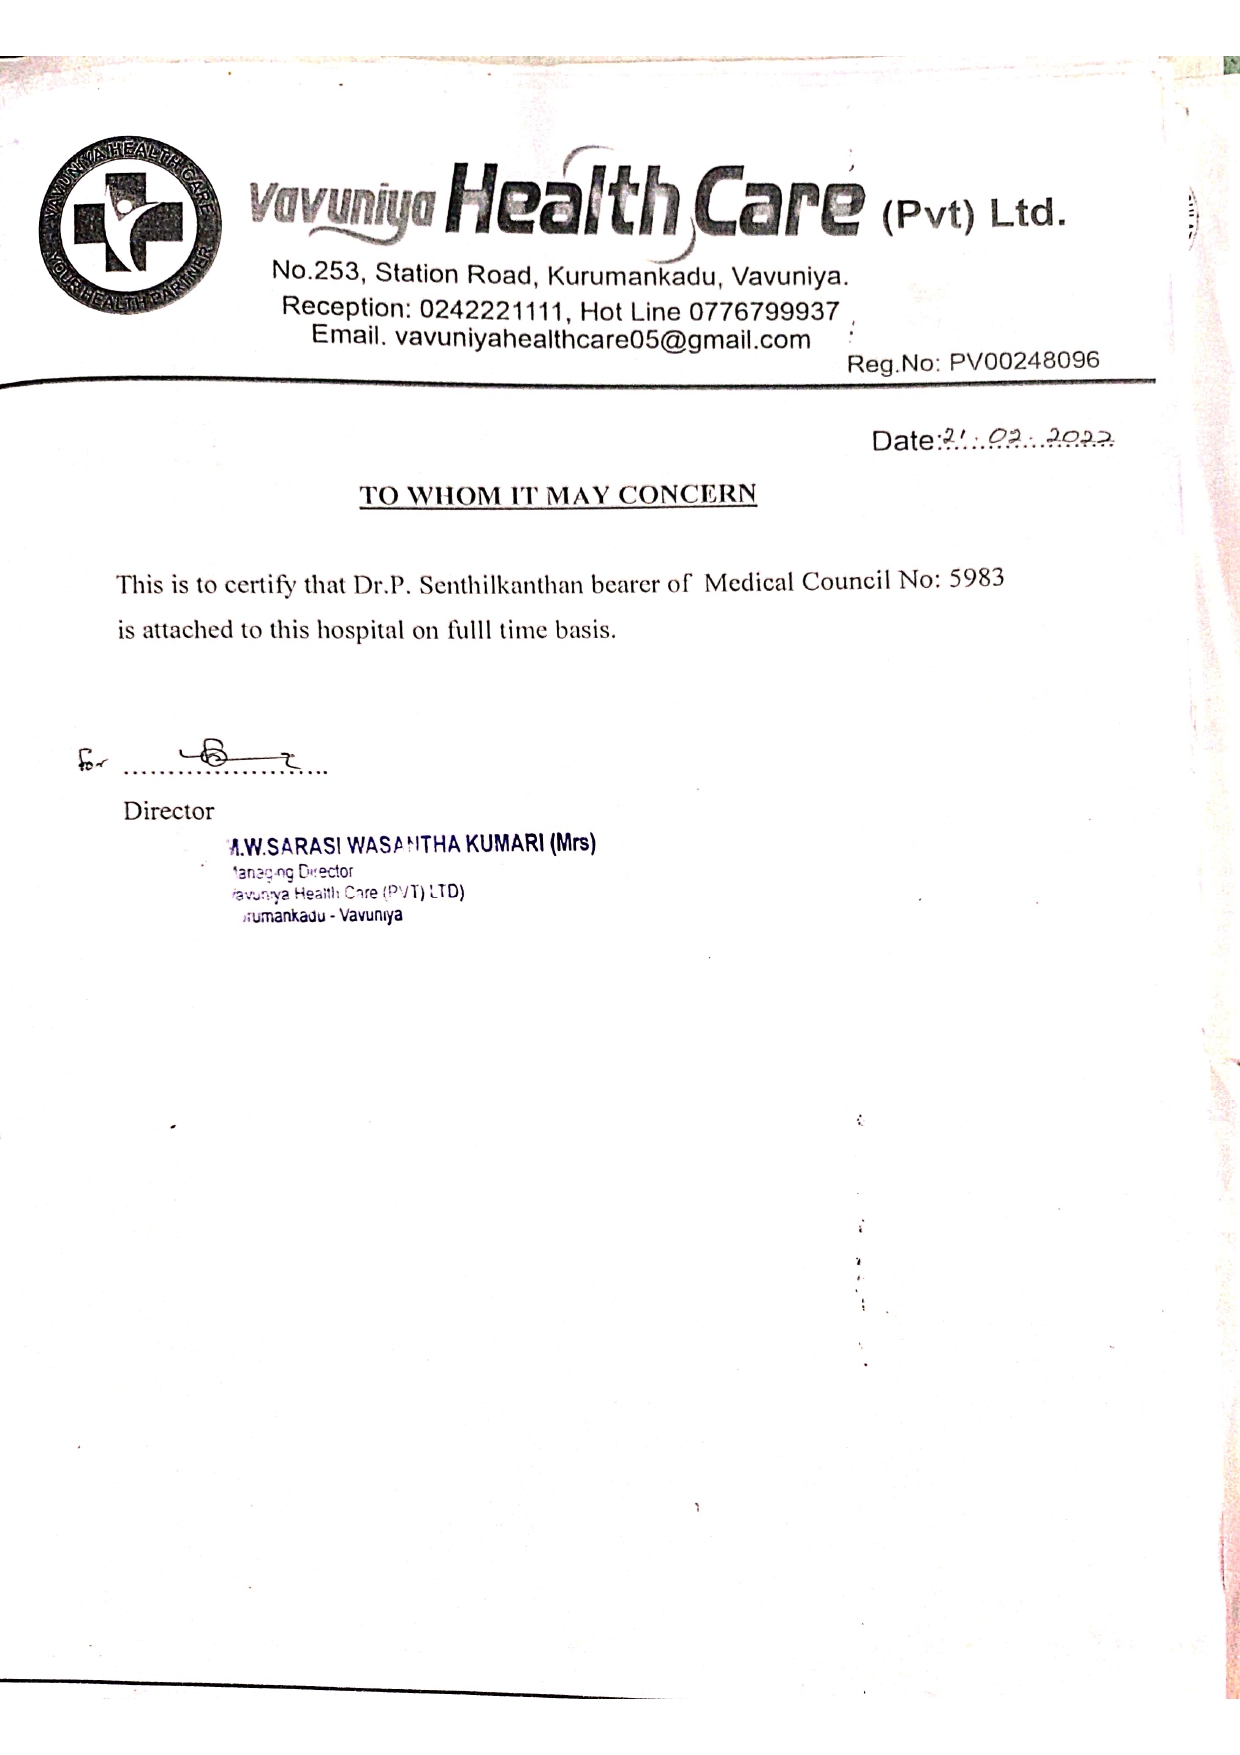 VAVUNIYA HEALTH CARE
YOUR HEALTH PARTNER
Vavuniya Health Care (Pvt) Ltd.
No.253, Station Road, Kurumankadu, Vavuniya.
Reception: 0242221111, Hot Line 0776799937
Email. vavuniyahealthcare05@gmail.com
Reg.No: PV00248096
Date: 21. 02. 2022
TO WHOM IT MAY CONCERN
This is to certify that Dr.P. Senthilkanthan bearer of Medical Council No: 5983
is attached to this hospital on fulll time basis.
for
Director
.W.SARASI WASANTHA KUMARI (Mrs)
Managing Director
Vavuniya Health Care (PVT) LTD)
Kurumankadu - Vavuniya